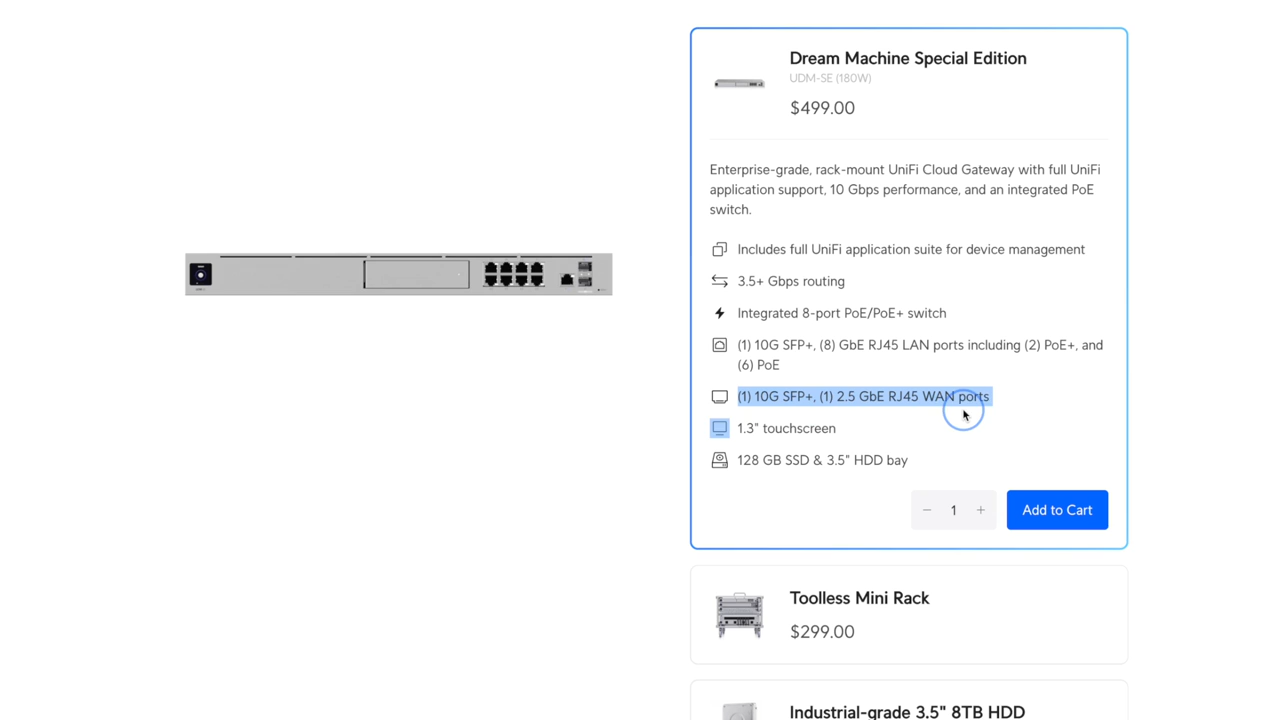 Dream Machine Special Edition
UDM-SE (180W)
$499.00
Enterprise-grade, rack-mount UniFi Cloud Gateway with full UniFi
application support, 10 Gbps performance, and an integrated PoE
switch.
Includes full UniFi application suite for device management
3.5+ Gbps routing
Integrated 8-port PoE/PoE+ switch
(1) 10G SFP+, (8) GbE RJ45 LAN ports including (2) PoE+, and
(6) PoE
(1) 10G SFP+, (1) 2.5 GbE RJ45 WAN ports
1.3" touchscreen
128 GB SSD & 3.5" HDD bay
− 1 + Add to Cart
Toolless Mini Rack
$299.00
Industrial-grade 3.5" 8TB HDD